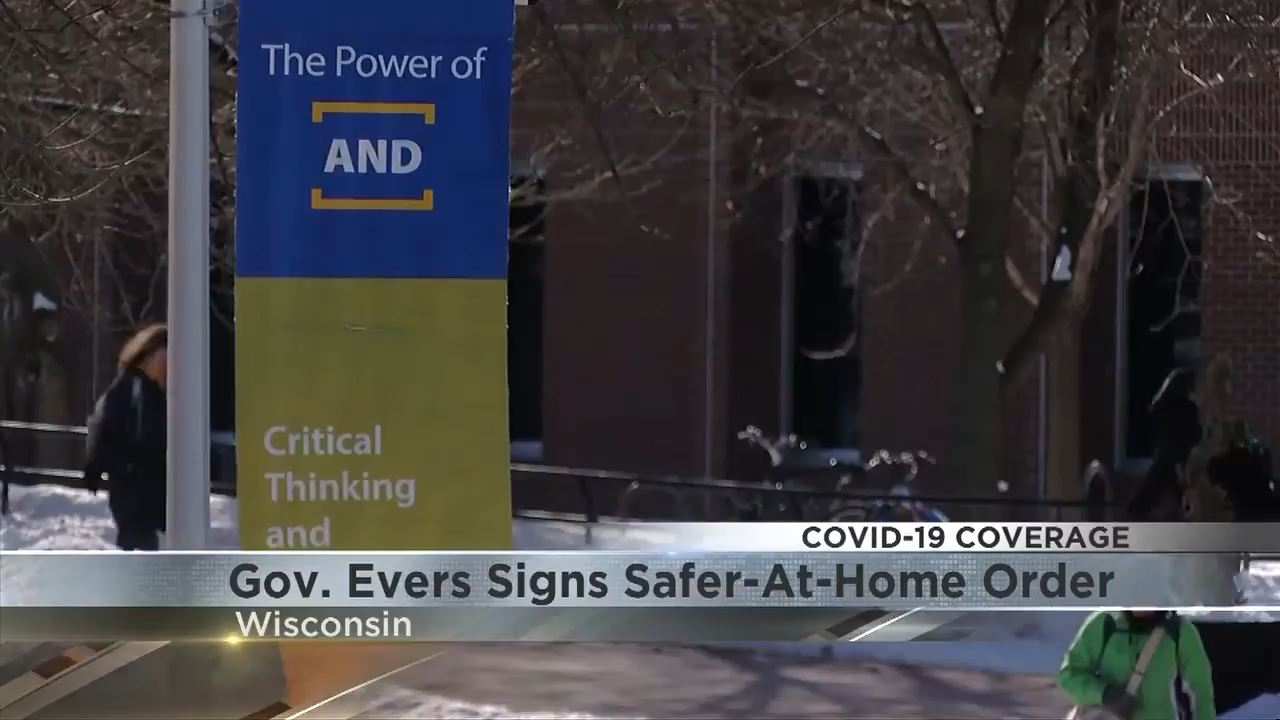 The Power of
AND
Critical
Thinking
and
COVID-19 COVERAGE
Gov. Evers Signs Safer-At-Home Order
Wisconsin